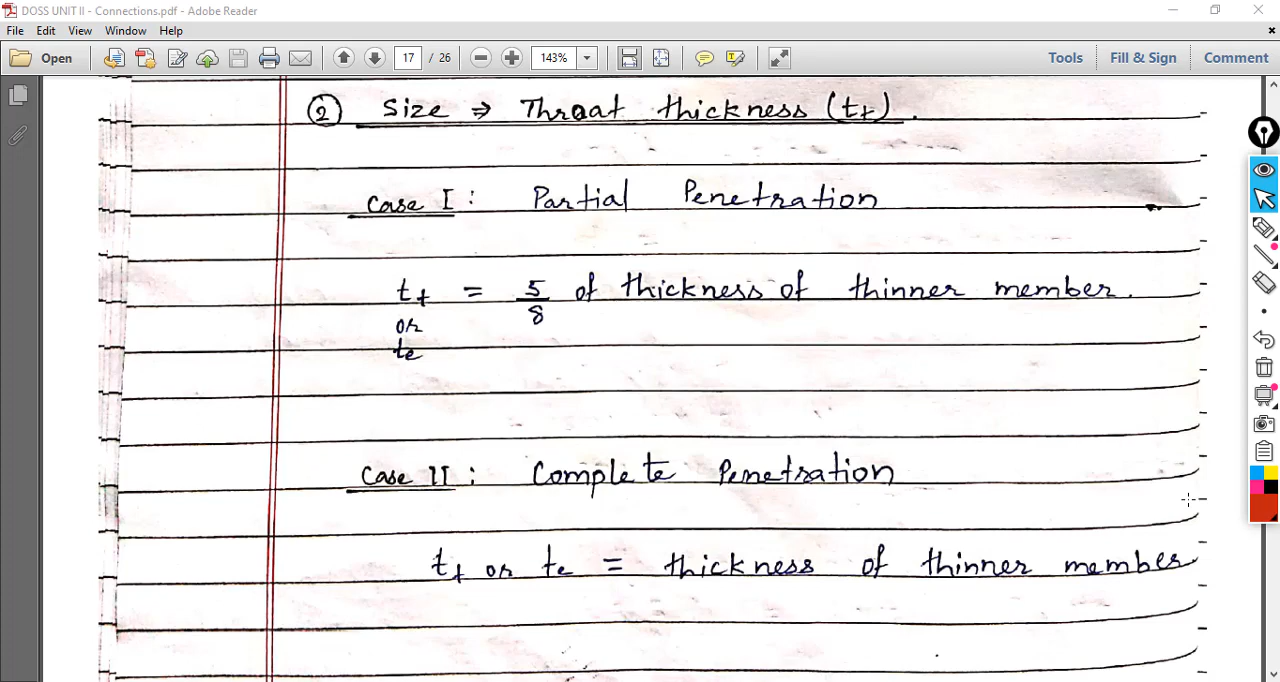 DOSS UNIT II - Connections.pdf - Adobe Reader
File Edit View Window Help
Open 17 / 26 143% Tools Fill & Sign Comment
② Size ⇒ Throat thickness (tt).
Case I : Partial Penetration
tt = 5/8 of thickness of thinner member.
or
te
Case II : Complete Penetration
tt or te = thickness of thinner member